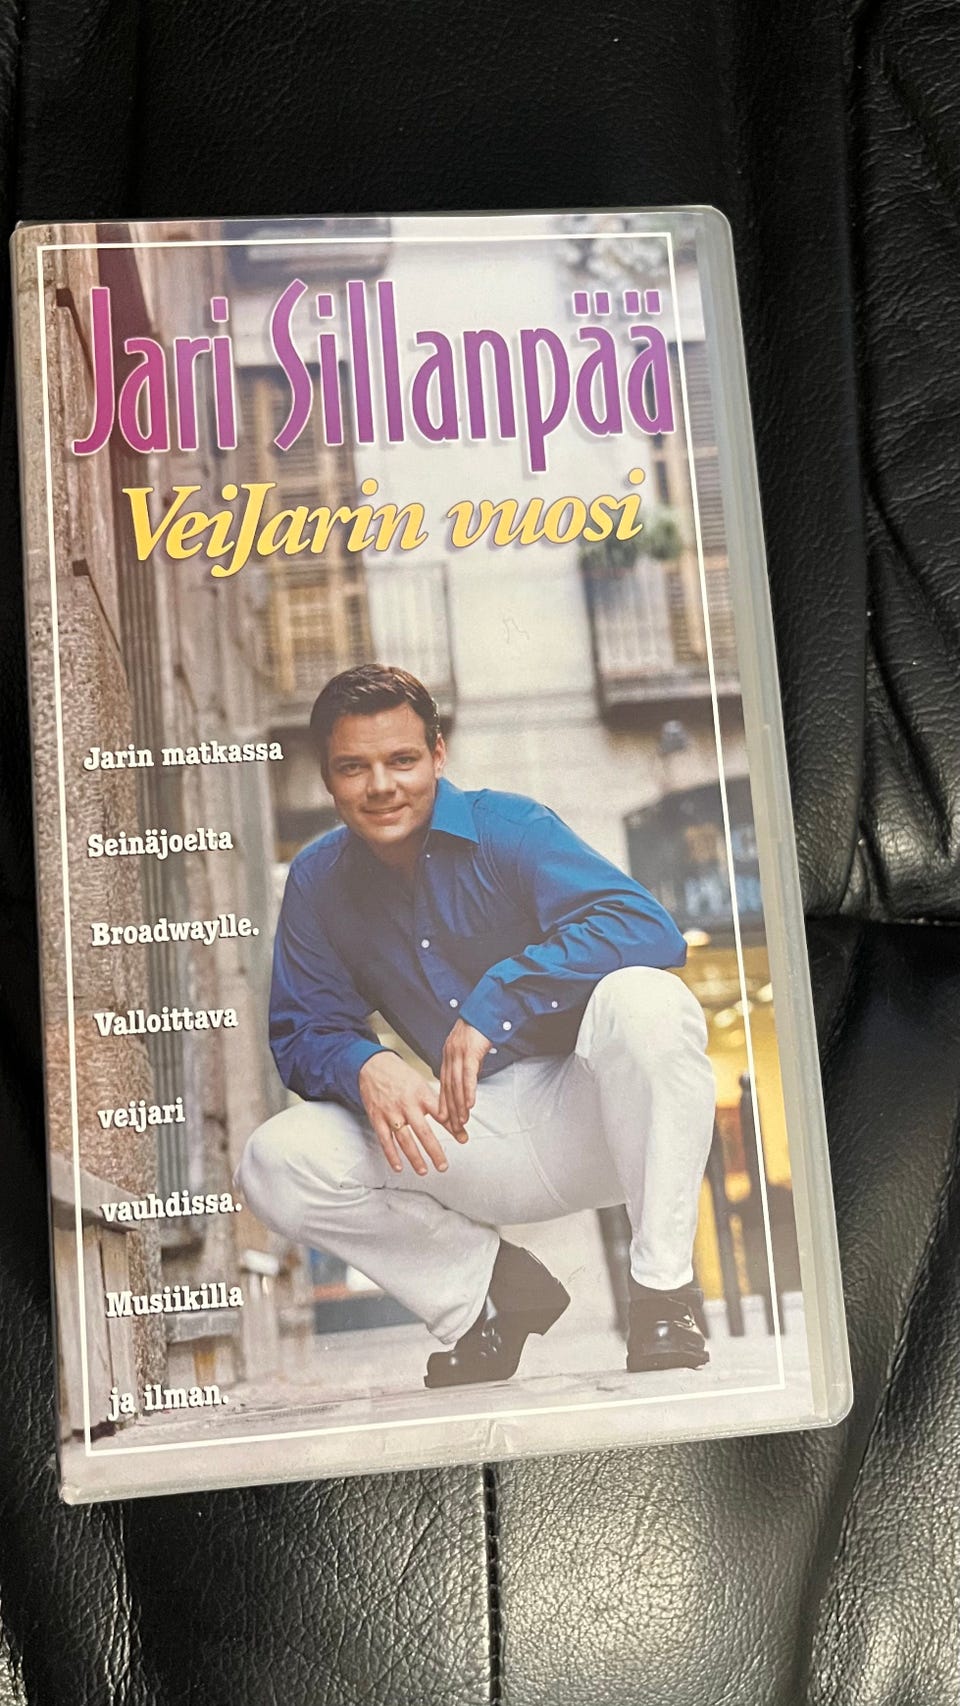 Jari Sillanpää
VeiJarin vuosi
Jarin matkassa
Seinäjoelta
Broadwaylle.
Valloittava
veijari
vauhdissa.
Musiikilla
ja ilman.